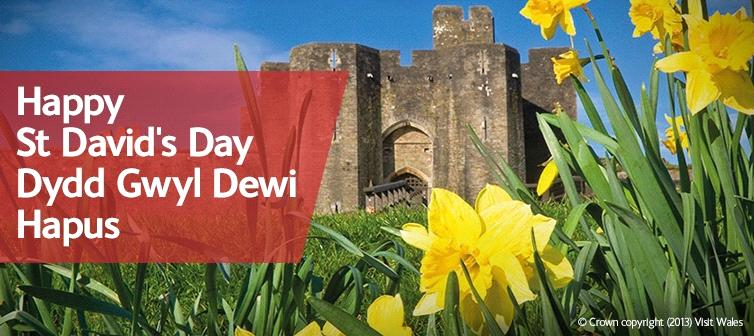 Happy
St David's Day
Dydd Gwyl Dewi
Hapus
© Crown copyright (2013) Visit Wales